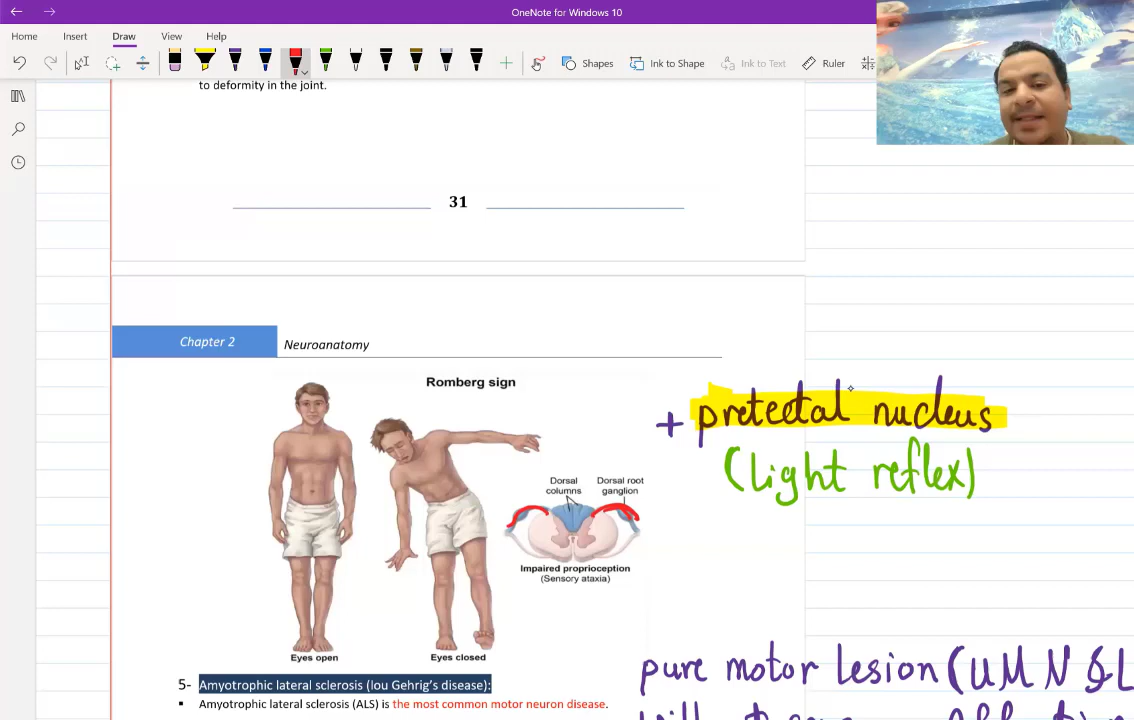 OneNote for Windows 10
Home Insert Draw View Help
Shapes Ink to Shape Ink to Text Ruler
to deformity in the joint.
31
Chapter 2 Neuroanatomy
Romberg sign
Dorsal columns
Dorsal root ganglion
Impaired proprioception
(Sensory ataxia)
Eyes open
Eyes closed
+ pretectal nucleus
(light reflex)
pure motor lesion (UMN & L
5- Amyotrophic lateral sclerosis (lou Gehrig's disease):
▪ Amyotrophic lateral sclerosis (ALS) is the most common motor neuron disease.